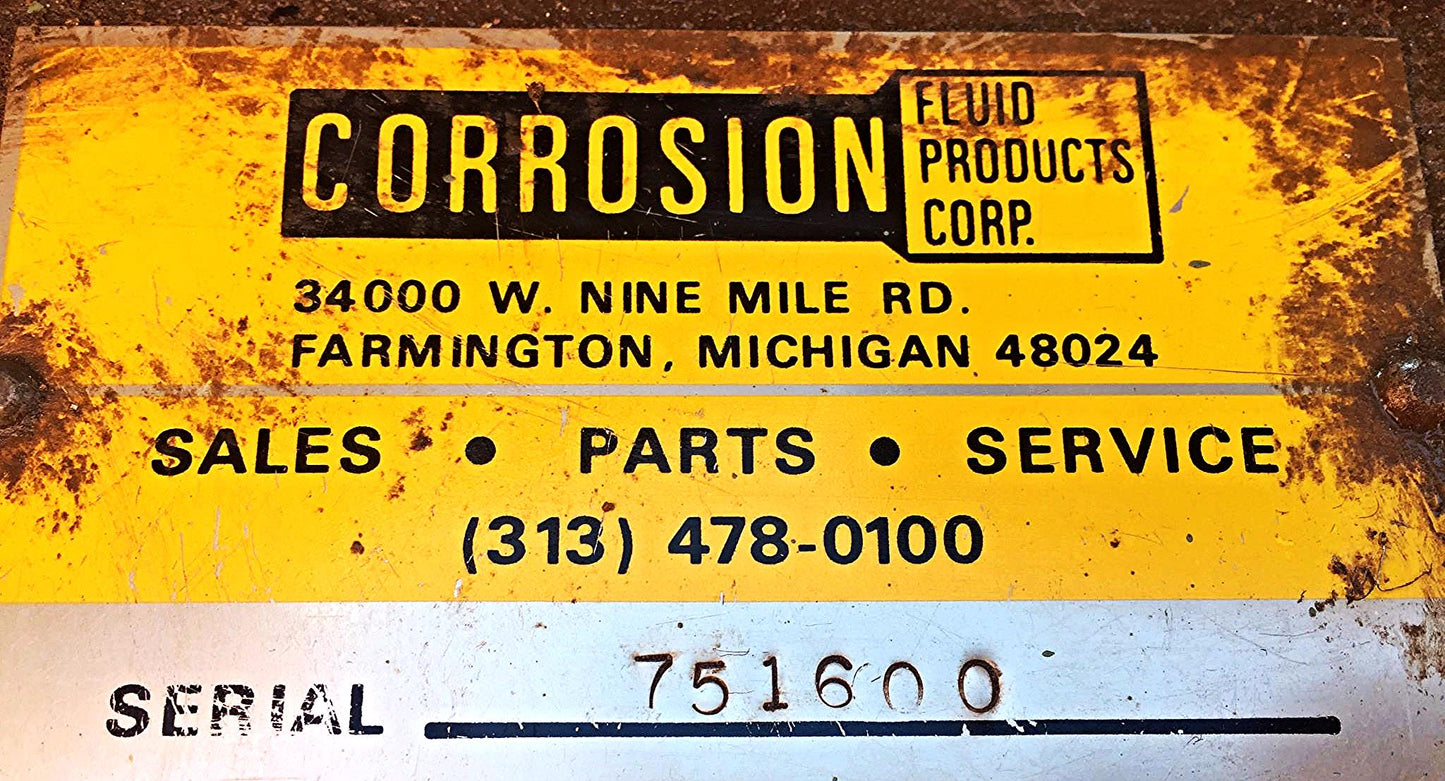 CORROSION
FLUID
PRODUCTS
CORP.
34000 W. NINE MILE RD.
FARMINGTON, MICHIGAN 48024
SALES • PARTS • SERVICE
(313) 478-0100
SERIAL 751600